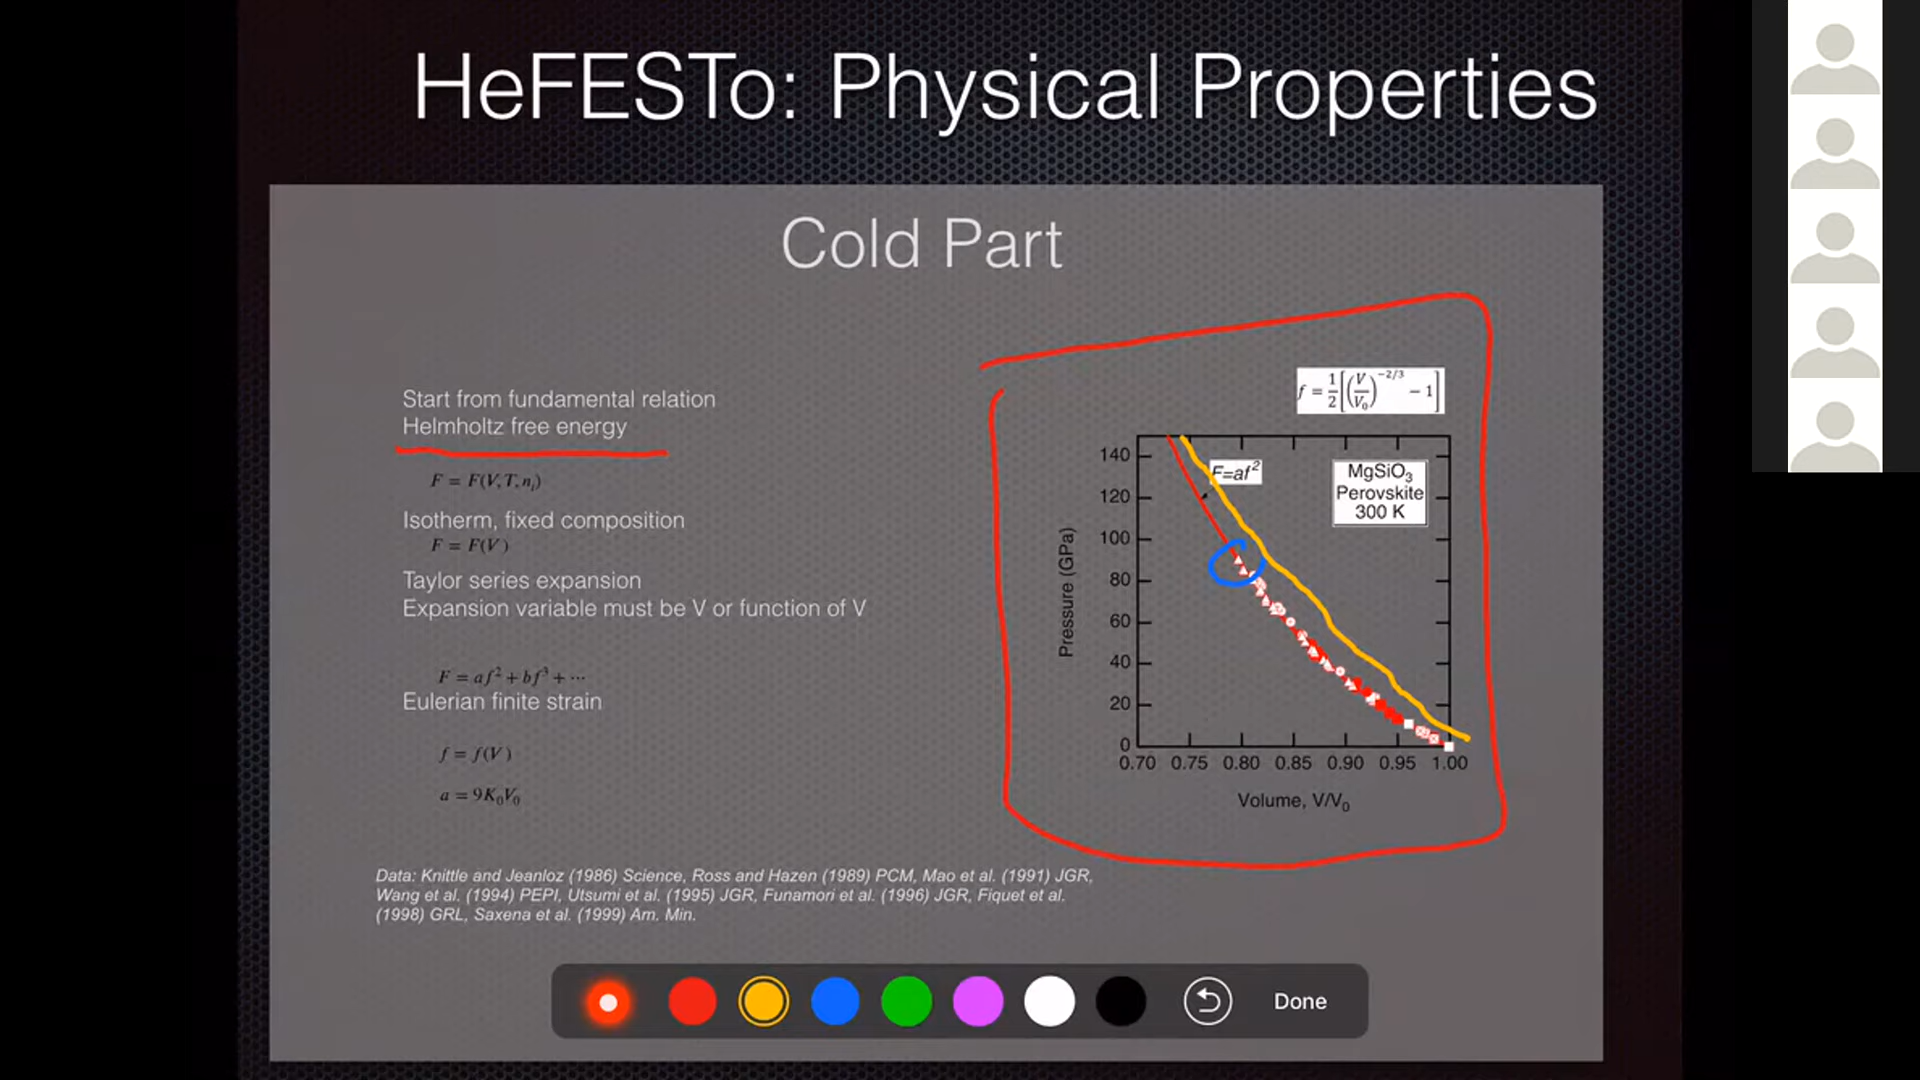 HeFESTo: Physical Properties
Cold Part
Start from fundamental relation
Helmholtz free energy
F = F(V,T,nᵢ)
Isotherm, fixed composition
F = F(V)
Taylor series expansion
Expansion variable must be V or function of V
F = af² + bf³ + ⋯
Eulerian finite strain
f = f(V)
a = 9K₀V₀
f = 1/2[(V/V₀)^−2/3 − 1]
F=af²
MgSiO₃
Perovskite
300 K
Pressure (GPa)
140
120
100
80
60
40
20
0
0.70 0.75 0.80 0.85 0.90 0.95 1.00
Volume, V/V₀
Data: Knittle and Jeanloz (1986) Science, Ross and Hazen (1989) PCM, Mao et al. (1991) JGR,
Wang et al. (1994) PEPI, Utsumi et al. (1995) JGR, Funamori et al. (1996) JGR, Fiquet et al.
(1998) GRL, Saxena et al. (1999) Am. Min.
Done